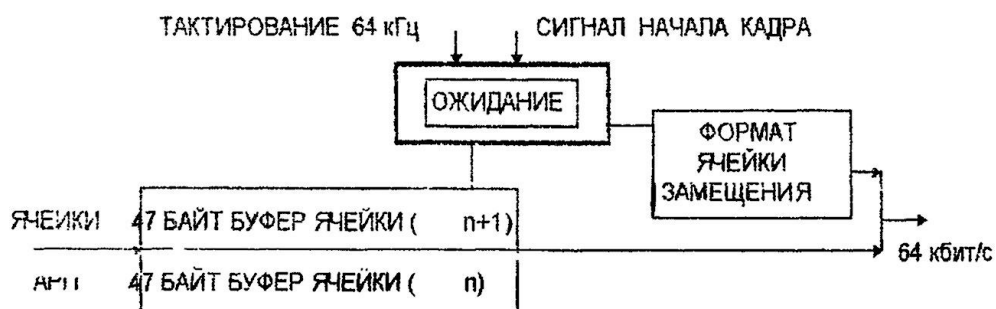 ТАКТИРОВАНИЕ 64 кГц
СИГНАЛ НАЧАЛА КАДРА
ОЖИДАНИЕ
ФОРМАТ
ЯЧЕЙКИ
ЗАМЕЩЕНИЯ
ЯЧЕЙКИ
47 БАЙТ БУФЕР ЯЧЕЙКИ ( n+1)
64 кбит/с
47 БАЙТ БУФЕР ЯЧЕЙКИ ( n)